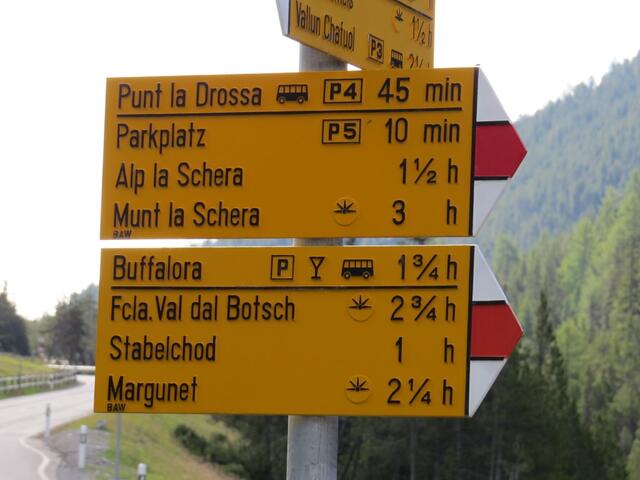 Vallun Chafuol 1½ h
P3
Punt la Drossa P4 45 min
Parkplatz P5 10 min
Alp la Schera 1½ h
Munt la Schera 3 h
BAW
Buffalora P 1¾ h
Fcla. Val dal Botsch 2¾ h
Stabelchod 1 h
Margunet 2¼ h
BAW